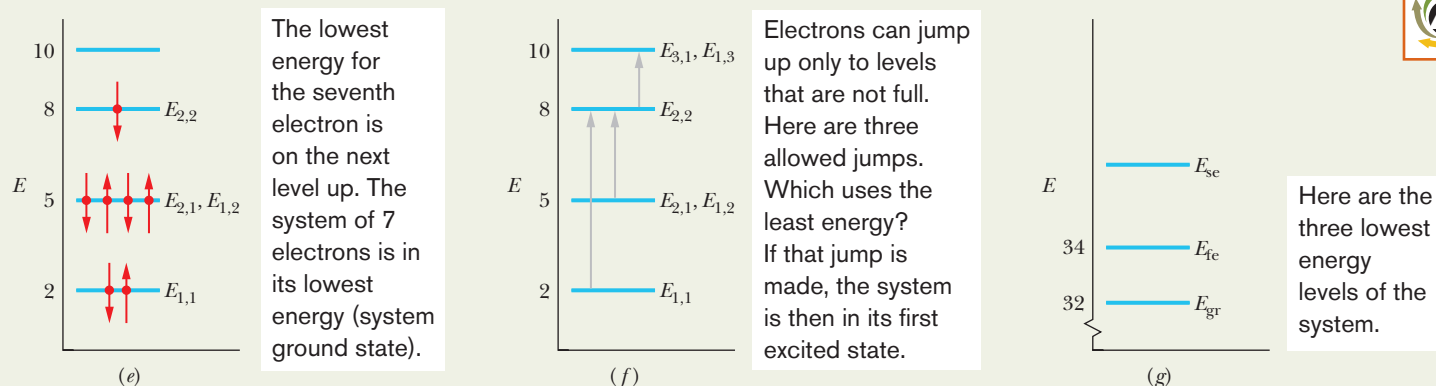 10
8
5
2
E
E2,2
E2,1, E1,2
E1,1
(e)
The lowest
energy for
the seventh
electron is
on the next
level up. The
system of 7
electrons is in
its lowest
energy (system
ground state).
10
8
5
2
E
E3,1, E1,3
E2,2
E2,1, E1,2
E1,1
(f)
Electrons can jump
up only to levels
that are not full.
Here are three
allowed jumps.
Which uses the
least energy?
If that jump is
made, the system
is then in its first
excited state.
E
34
32
Ese
Efe
Egr
(g)
Here are the
three lowest
energy
levels of the
system.